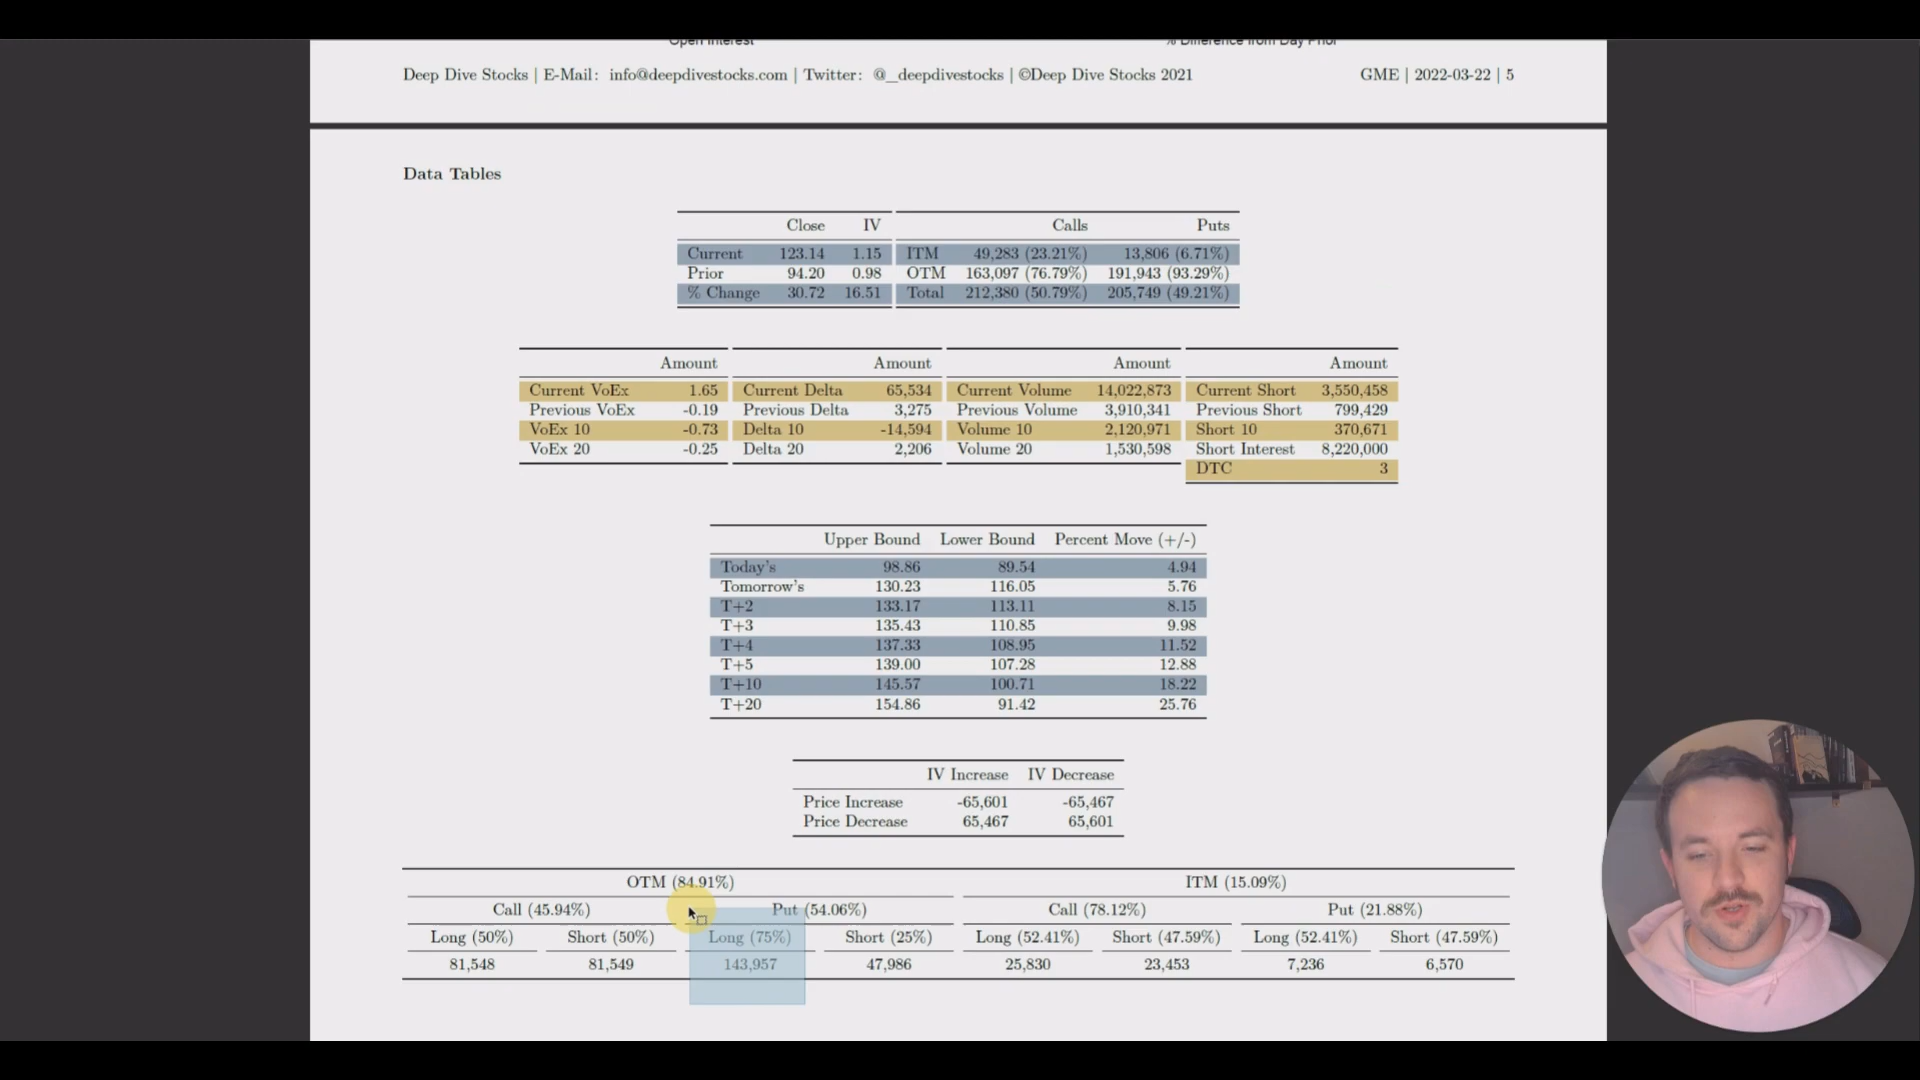 Open Interest % Difference from Day Prior
Deep Dive Stocks | E-Mail: info@deepdivestocks.com | Twitter: @_deepdivestocks | ©Deep Dive Stocks 2021 GME | 2022-03-22 | 5
Data Tables
Close IV Calls Puts
Current 123.14 1.15 ITM 49,283 (23.21%) 13,806 (6.71%)
Prior 94.20 0.98 OTM 163,097 (76.79%) 191,943 (93.29%)
% Change 30.72 16.51 Total 212,380 (50.79%) 205,749 (49.21%)
Amount Amount Amount Amount
Current VoEx 1.65 Current Delta 65,534 Current Volume 14,022,873 Current Short 3,550,458
Previous VoEx -0.19 Previous Delta 3,275 Previous Volume 3,910,341 Previous Short 799,429
VoEx 10 -0.73 Delta 10 -14,594 Volume 10 2,120,971 Short 10 370,671
VoEx 20 -0.25 Delta 20 2,206 Volume 20 1,530,598 Short Interest 8,220,000
DTC 3
Upper Bound Lower Bound Percent Move (+/-)
Today's 98.86 89.54 4.94
Tomorrow's 130.23 116.05 5.76
T+2 133.17 113.11 8.15
T+3 135.43 110.85 9.98
T+4 137.33 108.95 11.52
T+5 139.00 107.28 12.88
T+10 145.57 100.71 18.22
T+20 154.86 91.42 25.76
IV Increase IV Decrease
Price Increase -65,601 -65,467
Price Decrease 65,467 65,601
OTM (84.91%) ITM (15.09%)
Call (45.94%) Put (54.06%) Call (78.12%) Put (21.88%)
Long (50%) Short (50%) Long (75%) Short (25%) Long (52.41%) Short (47.59%) Long (52.41%) Short (47.59%)
81,548 81,549 143,957 47,986 25,830 23,453 7,236 6,570